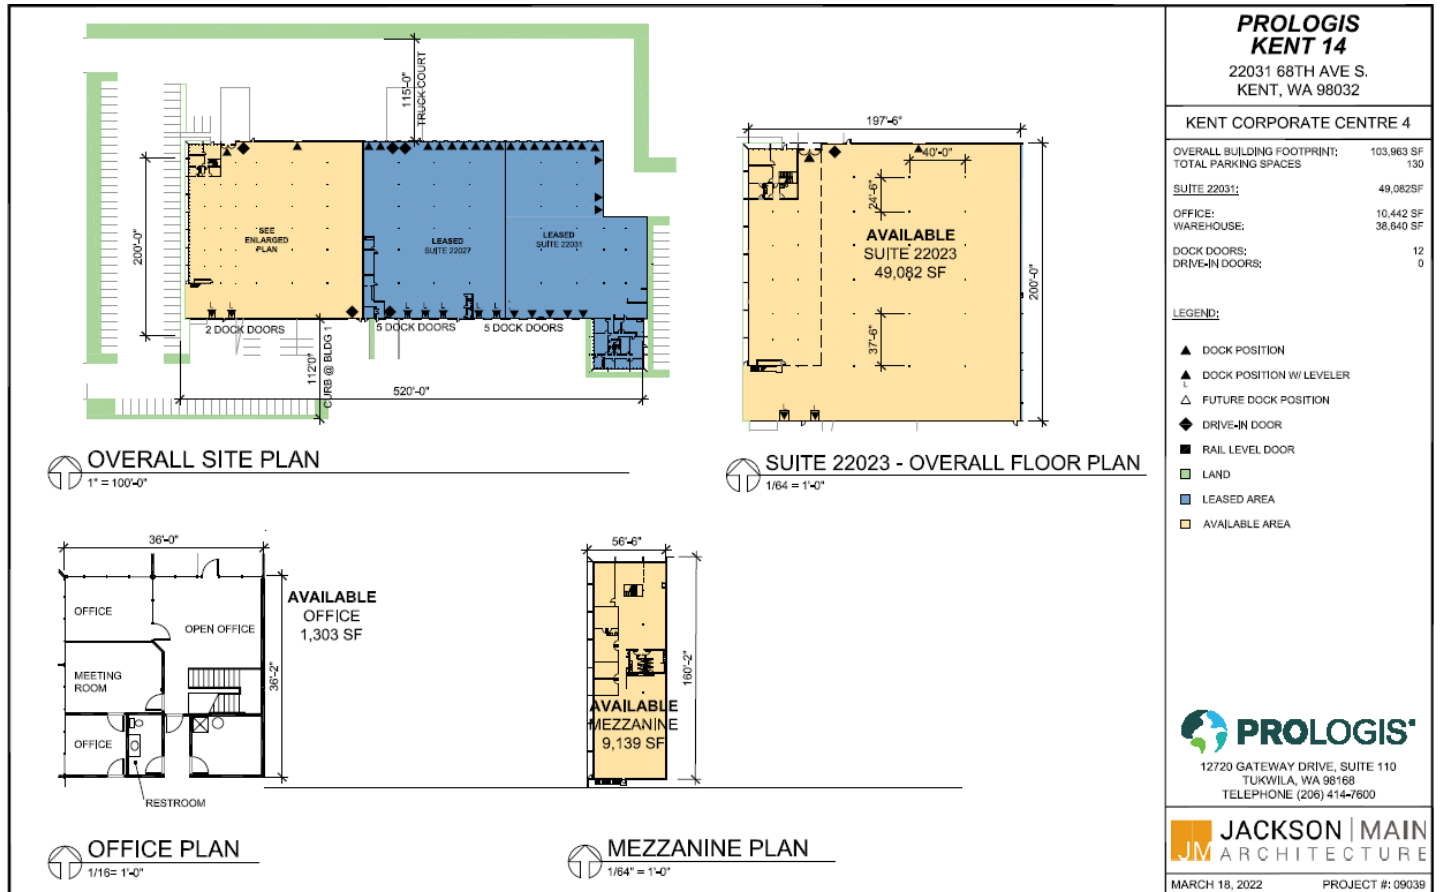 115'-0"
TRUCK COURT
200'-0"
SEE
ENLARGED
PLAN
LEASED
SUITE 22027
LEASED
SUITE 22031
2 DOCK DOORS
5 DOCK DOORS
5 DOCK DOORS
112'0"
CURB @ BLDG 1
520'-0"
OVERALL SITE PLAN
1" = 100'-0"
197'-6"
40'-0"
24'-6"
AVAILABLE
SUITE 22023
49,082 SF
200'-0"
37'-6"
SUITE 22023 - OVERALL FLOOR PLAN
1/64 = 1'-0"
36'-0"
OFFICE
OPEN OFFICE
MEETING
ROOM
OFFICE
RESTROOM
36'-2"
AVAILABLE
OFFICE
1,303 SF
OFFICE PLAN
1/16= 1'-0"
56'-6"
160'-2"
AVAILABLE
MEZZANINE
9,139 SF
MEZZANINE PLAN
1/64" = 1'-0"
PROLOGIS
KENT 14
22031 68TH AVE S.
KENT, WA 98032
KENT CORPORATE CENTRE 4
OVERALL BUILDING FOOTPRINT: 103,963 SF
TOTAL PARKING SPACES 130
SUITE 22031: 49,082SF
OFFICE: 10,442 SF
WAREHOUSE: 38,640 SF
DOCK DOORS: 12
DRIVE-IN DOORS: 0
LEGEND:
DOCK POSITION
L DOCK POSITION W/ LEVELER
FUTURE DOCK POSITION
DRIVE-IN DOOR
RAIL LEVEL DOOR
LAND
LEASED AREA
AVAILABLE AREA
PROLOGIS
12720 GATEWAY DRIVE, SUITE 110
TUKWILA, WA 98168
TELEPHONE (206) 414-7600
JM JACKSON | MAIN
ARCHITECTURE
MARCH 18, 2022 PROJECT #: 09039